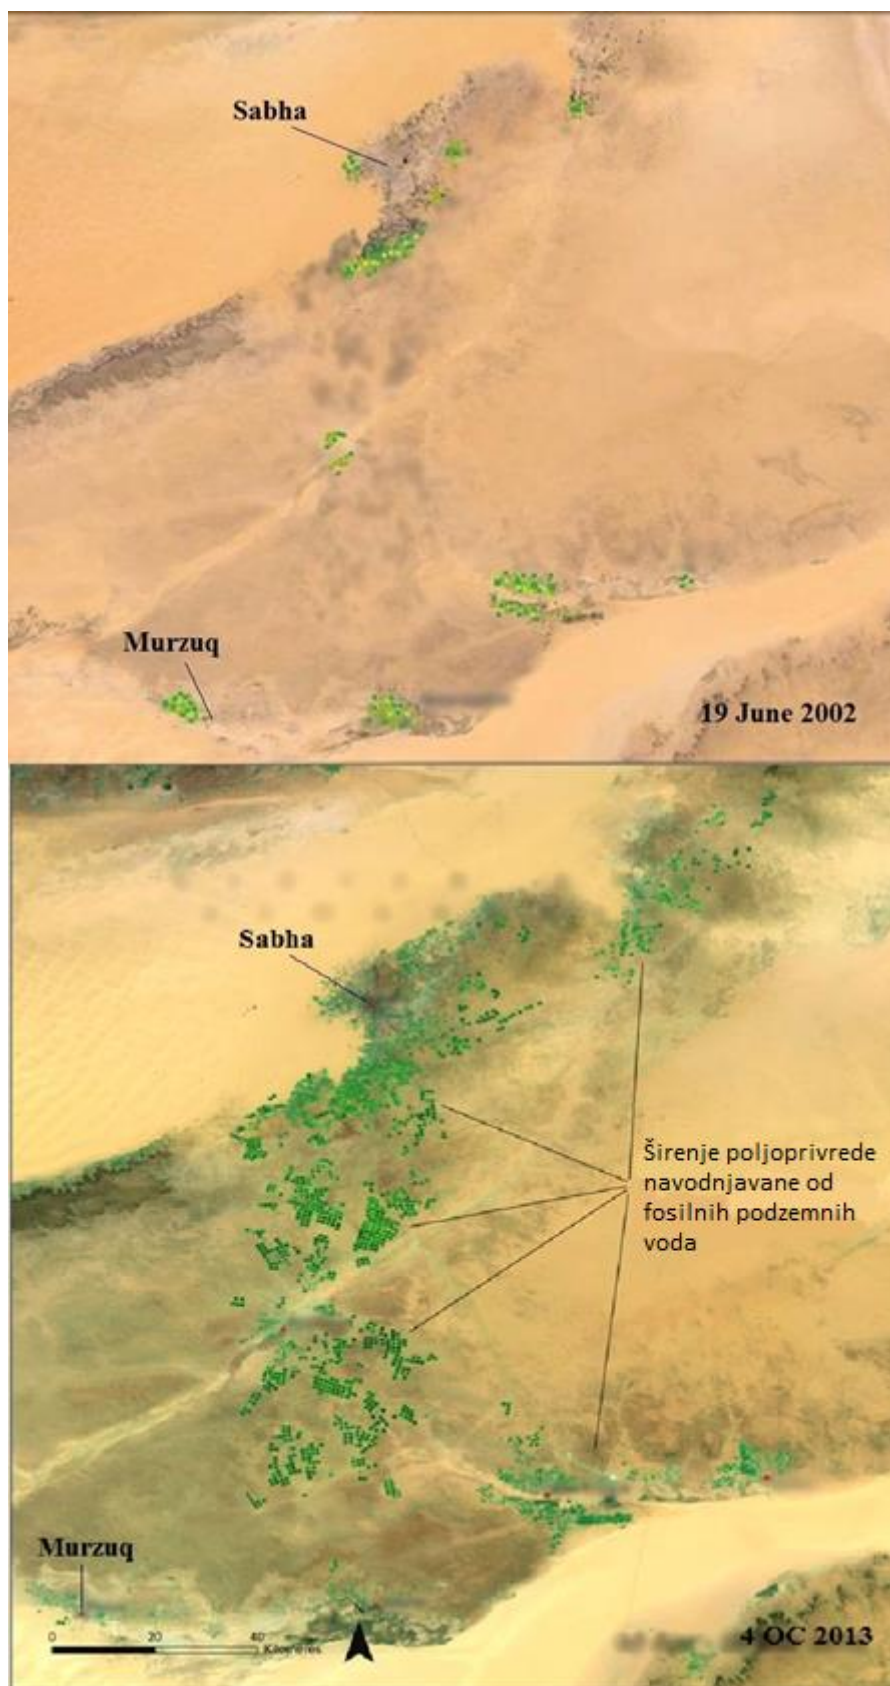 Sabha
Murzuq
19 June 2002
Sabha
Širenje poljoprivrede
navodnjavane od
fosilnih podzemnih
voda
Murzuq
0 20 40
Kilometres
4 OC 2013